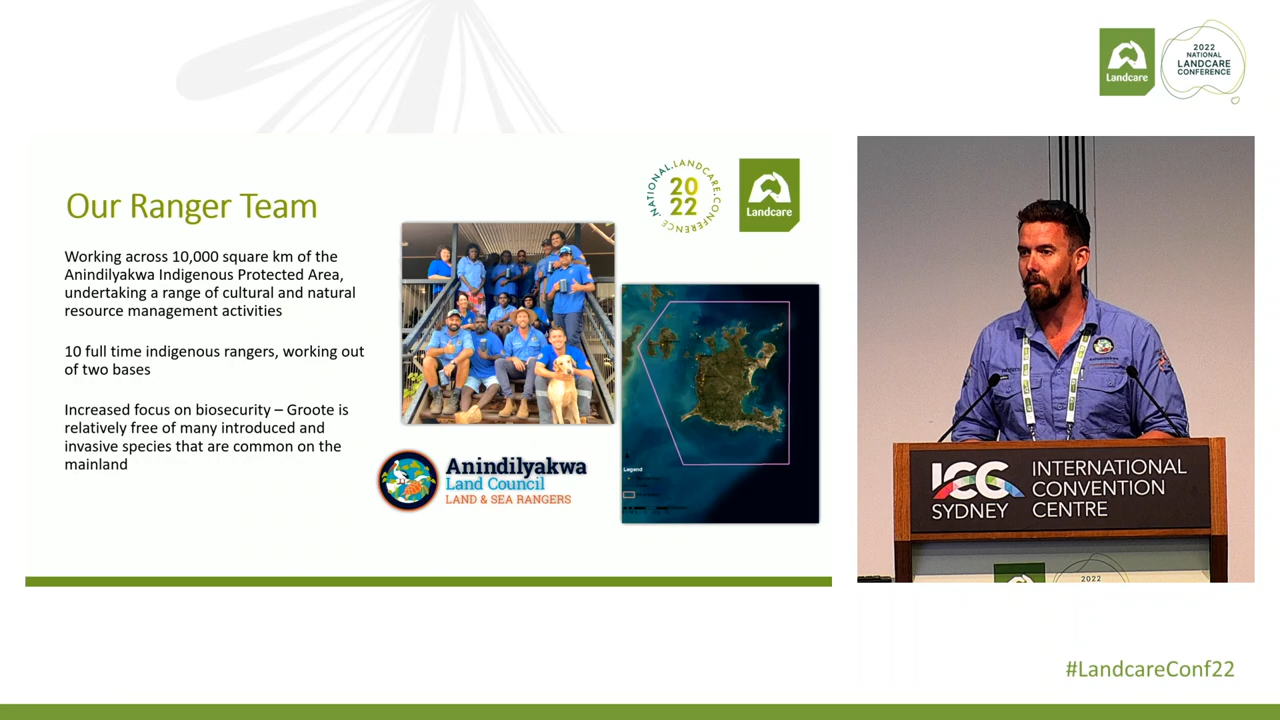 Landcare
2022
NATIONAL
LANDCARE
CONFERENCE
Our Ranger Team
NATIONAL.LANDCARE.CONFERENCE.
20
22
Landcare
Working across 10,000 square km of the
Anindilyakwa Indigenous Protected Area,
undertaking a range of cultural and natural
resource management activities
10 full time indigenous rangers, working out
of two bases
Increased focus on biosecurity – Groote is
relatively free of many introduced and
invasive species that are common on the
mainland
Anindilyakwa
Land Council
LAND & SEA RANGERS
Legend
ICC
SYDNEY
INTERNATIONAL
CONVENTION
CENTRE
2022
#LandcareConf22